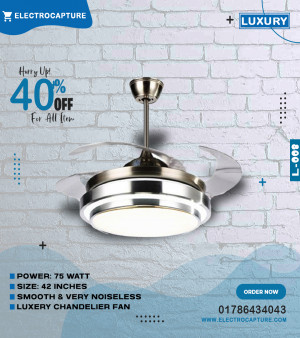 ELECTROCAPTURE
LUXURY
Hurry Up!
40% OFF
For All Item
L-009
POWER: 75 WATT
SIZE: 42 INCHES
SMOOTH & VERY NOISELESS
LUXERY CHANDELIER FAN
ORDER NOW
01786434043
WWW.ELECTROCAPTURE.COM